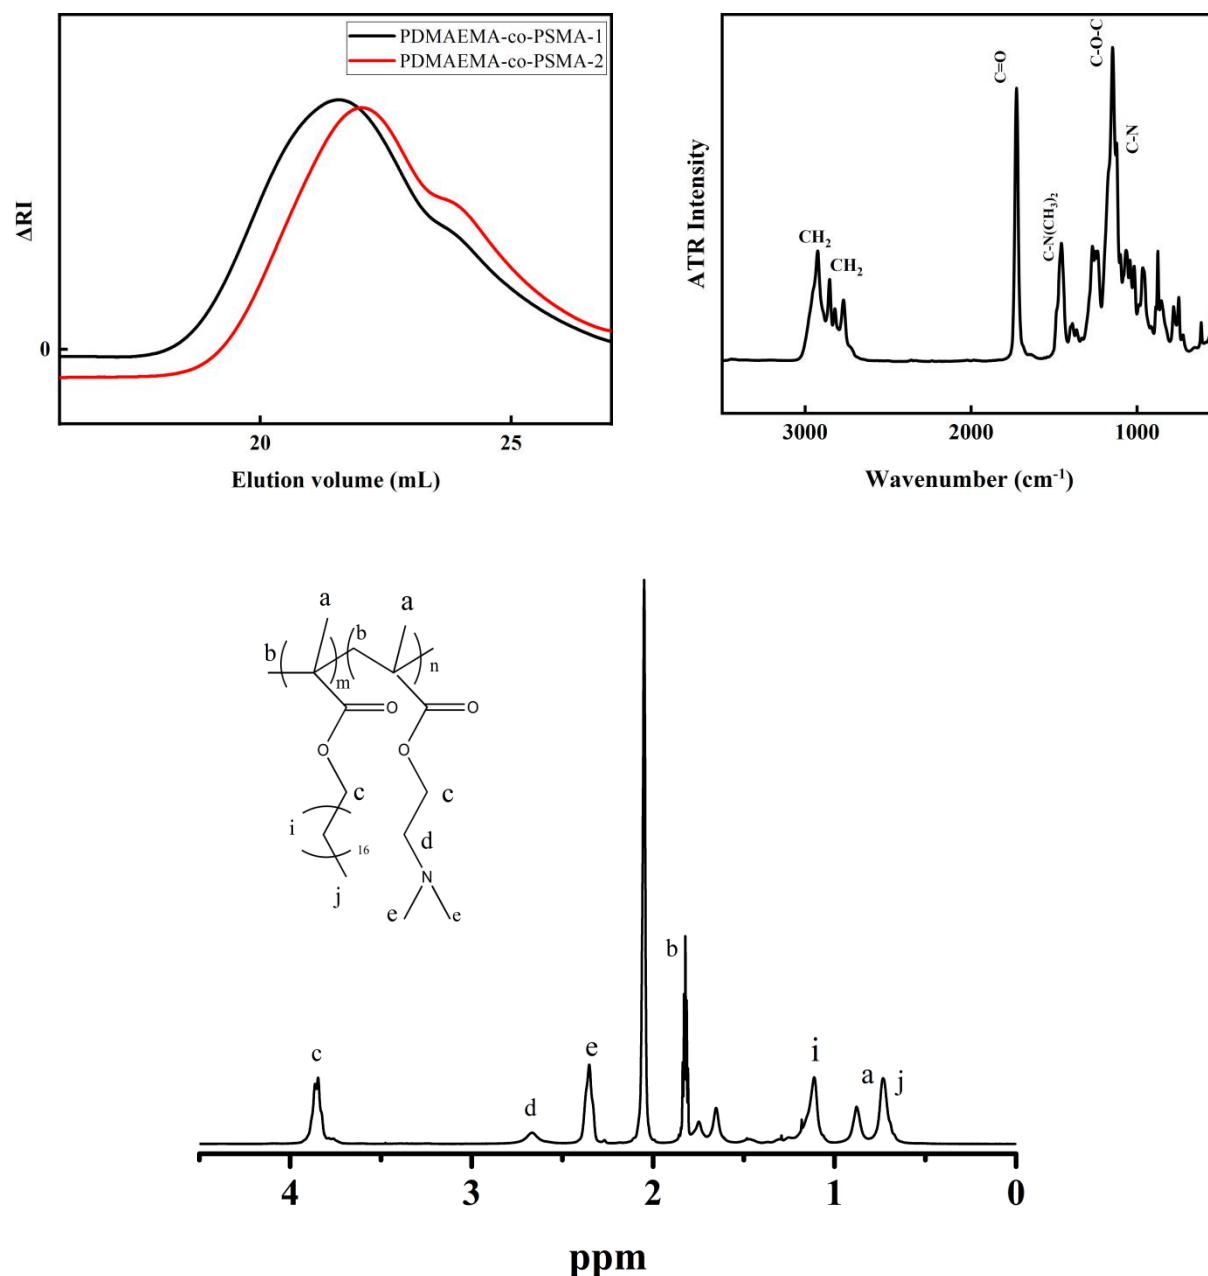 PDMAEMA-co-PSMA-1
PDMAEMA-co-PSMA-2
ΔRI
0
20
25
Elution volume (mL)
ATR Intensity
CH₂
CH₂
C=O
C-N(CH₃)₂
C-O-C
C-N
3000
2000
1000
Wavenumber (cm⁻¹)
a
a
b
b
m
n
O
O
O
O
c
c
i
16
d
j
N
e
e
c
d
e
b
i
a
j
4
3
2
1
0
ppm